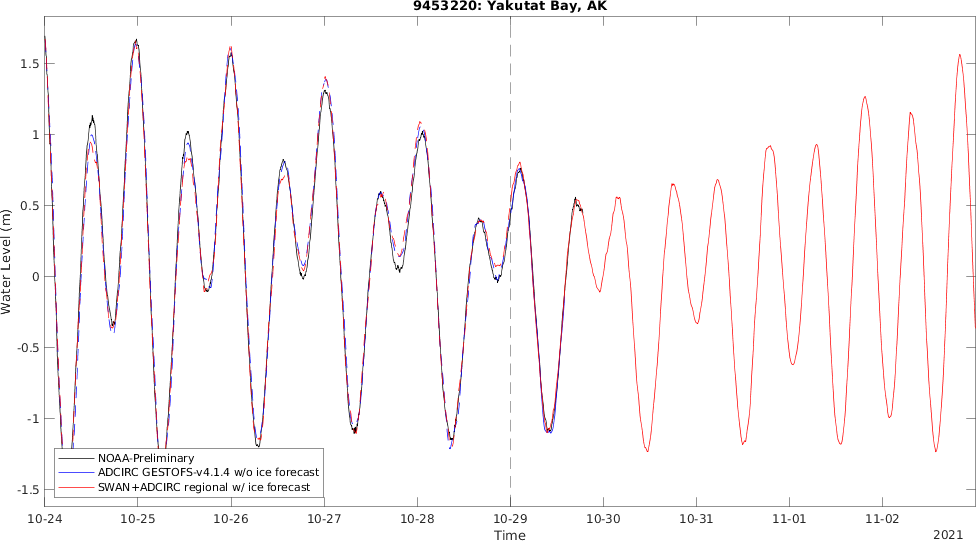 9453220: Yakutat Bay, AK
Water Level (m)
1.5
1
0.5
0
-0.5
-1
-1.5
NOAA-Preliminary
ADCIRC GESTOFS-v4.1.4 w/o ice forecast
SWAN+ADCIRC regional w/ ice forecast
10-24 10-25 10-26 10-27 10-28 10-29 10-30 10-31 11-01 11-02
Time
2021